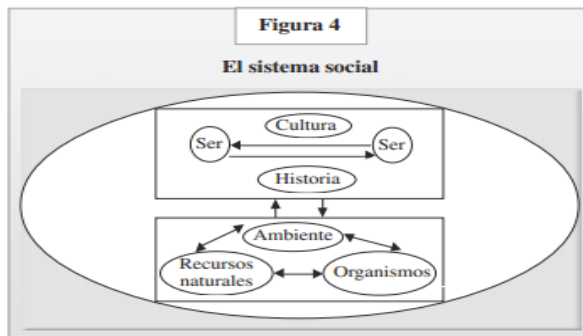 Figura 4
El sistema social
Cultura
Ser
Ser
Historia
Ambiente
Recursos
naturales
Organismos